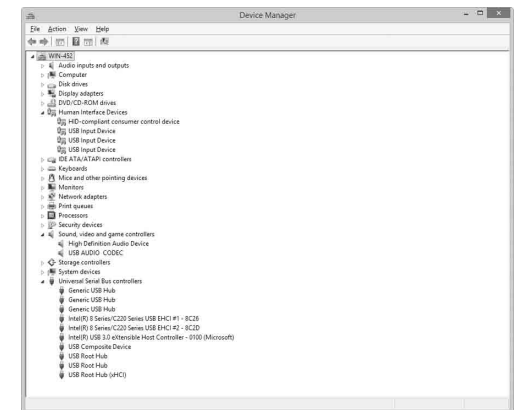 Device Manager
File Action View Help
WIN-452
Audio inputs and outputs
Computer
Disk drives
Display adapters
DVD/CD-ROM drives
Human Interface Devices
HID-compliant consumer control device
USB Input Device
USB Input Device
USB Input Device
IDE ATA/ATAPI controllers
Keyboards
Mice and other pointing devices
Monitors
Network adapters
Print queues
Processors
Security devices
Sound, video and game controllers
High Definition Audio Device
USB AUDIO CODEC
Storage controllers
System devices
Universal Serial Bus controllers
Generic USB Hub
Generic USB Hub
Generic USB Hub
Intel(R) 8 Series/C220 Series USB EHCI #1 - 8C26
Intel(R) 8 Series/C220 Series USB EHCI #2 - 8C2D
Intel(R) USB 3.0 eXtensible Host Controller - 0100 (Microsoft)
USB Composite Device
USB Root Hub
USB Root Hub
USB Root Hub (xHCI)